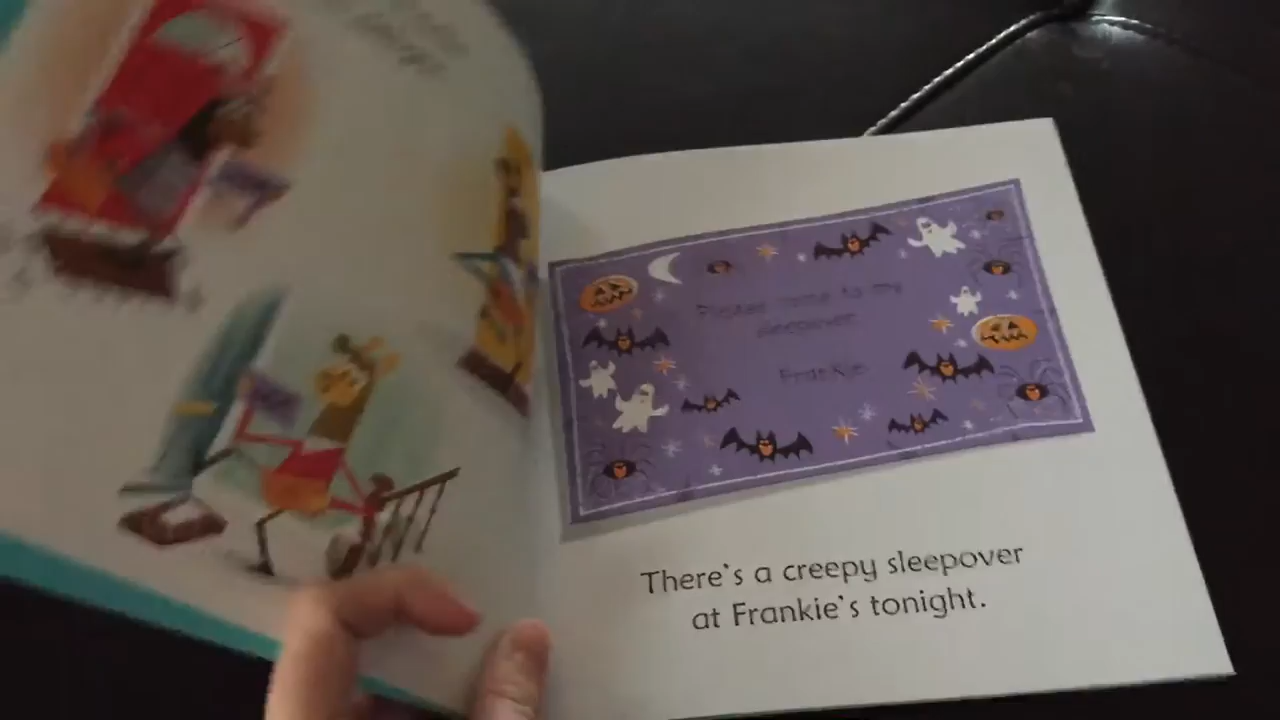 Please come to my
sleepover
Frankie
There's a creepy sleepover
at Frankie's tonight.